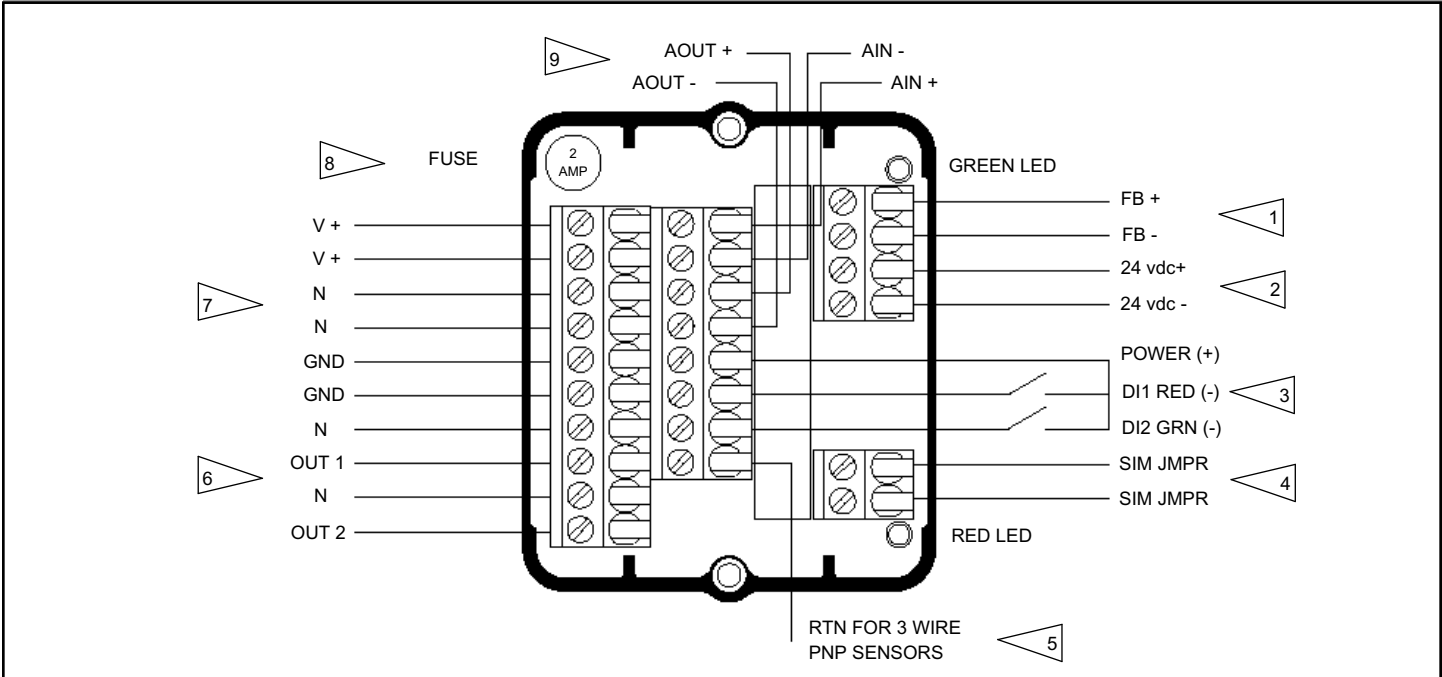 9
AOUT +
AIN -
AOUT -
AIN +
8
FUSE
2
AMP
GREEN LED
V +
V +
7
N
N
GND
GND
N
6
OUT 1
N
OUT 2
FB +
1
FB -
24 vdc+
2
24 vdc -
POWER (+)
DI1 RED (-)
3
DI2 GRN (-)
SIM JMPR
4
SIM JMPR
RED LED
RTN FOR 3 WIRE
PNP SENSORS
5